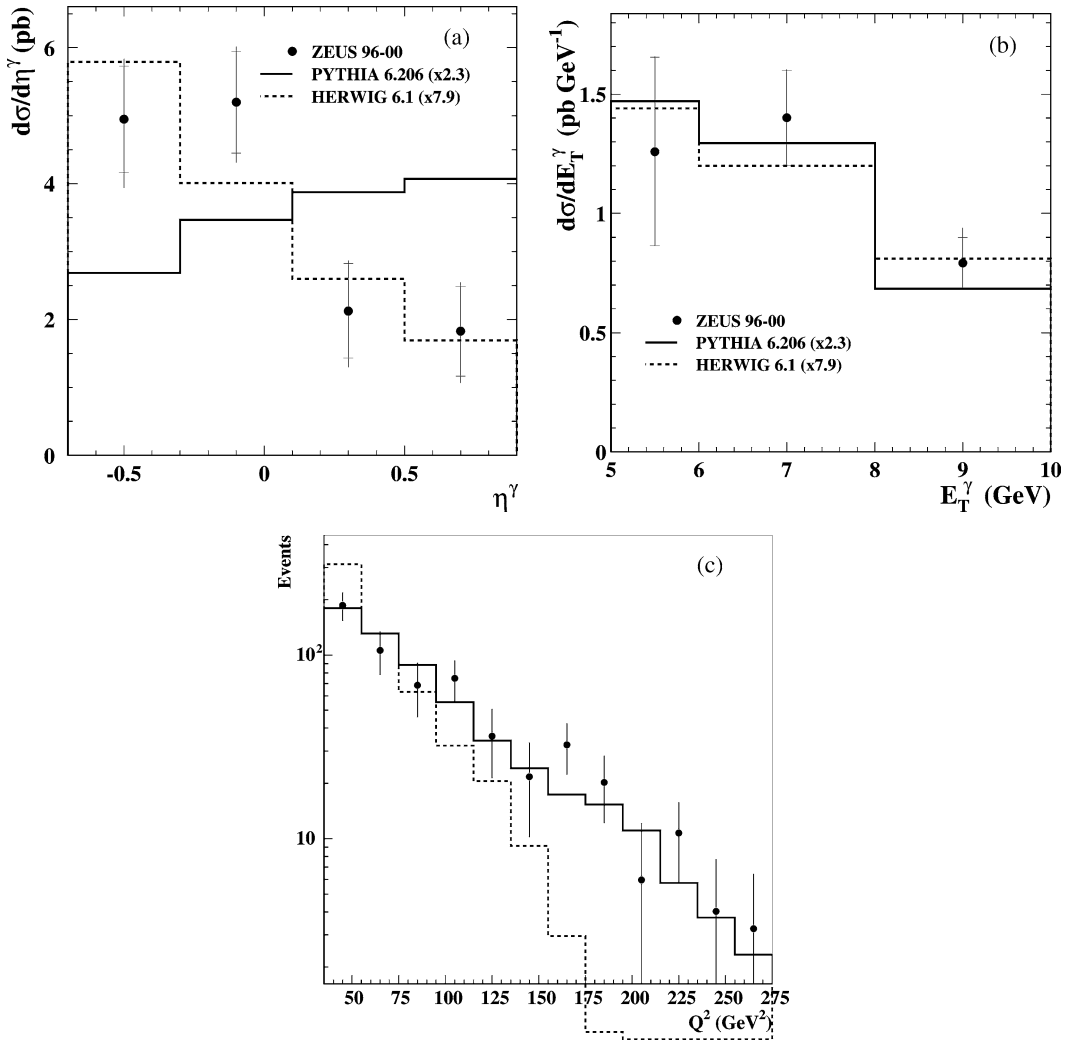 dσ/dη^γ (pb)
(a)
ZEUS 96-00
PYTHIA 6.206 (x2.3)
HERWIG 6.1 (x7.9)
6
4
2
0
-0.5
0
0.5
η^γ
dσ/dE_T^γ (pb GeV^-1)
(b)
1.5
1
0.5
0
ZEUS 96-00
PYTHIA 6.206 (x2.3)
HERWIG 6.1 (x7.9)
5 6 7 8 9 10
E_T^γ (GeV)
Events
(c)
10^2
10
50 75 100 125 150 175 200 225 250 275
Q^2 (GeV^2)